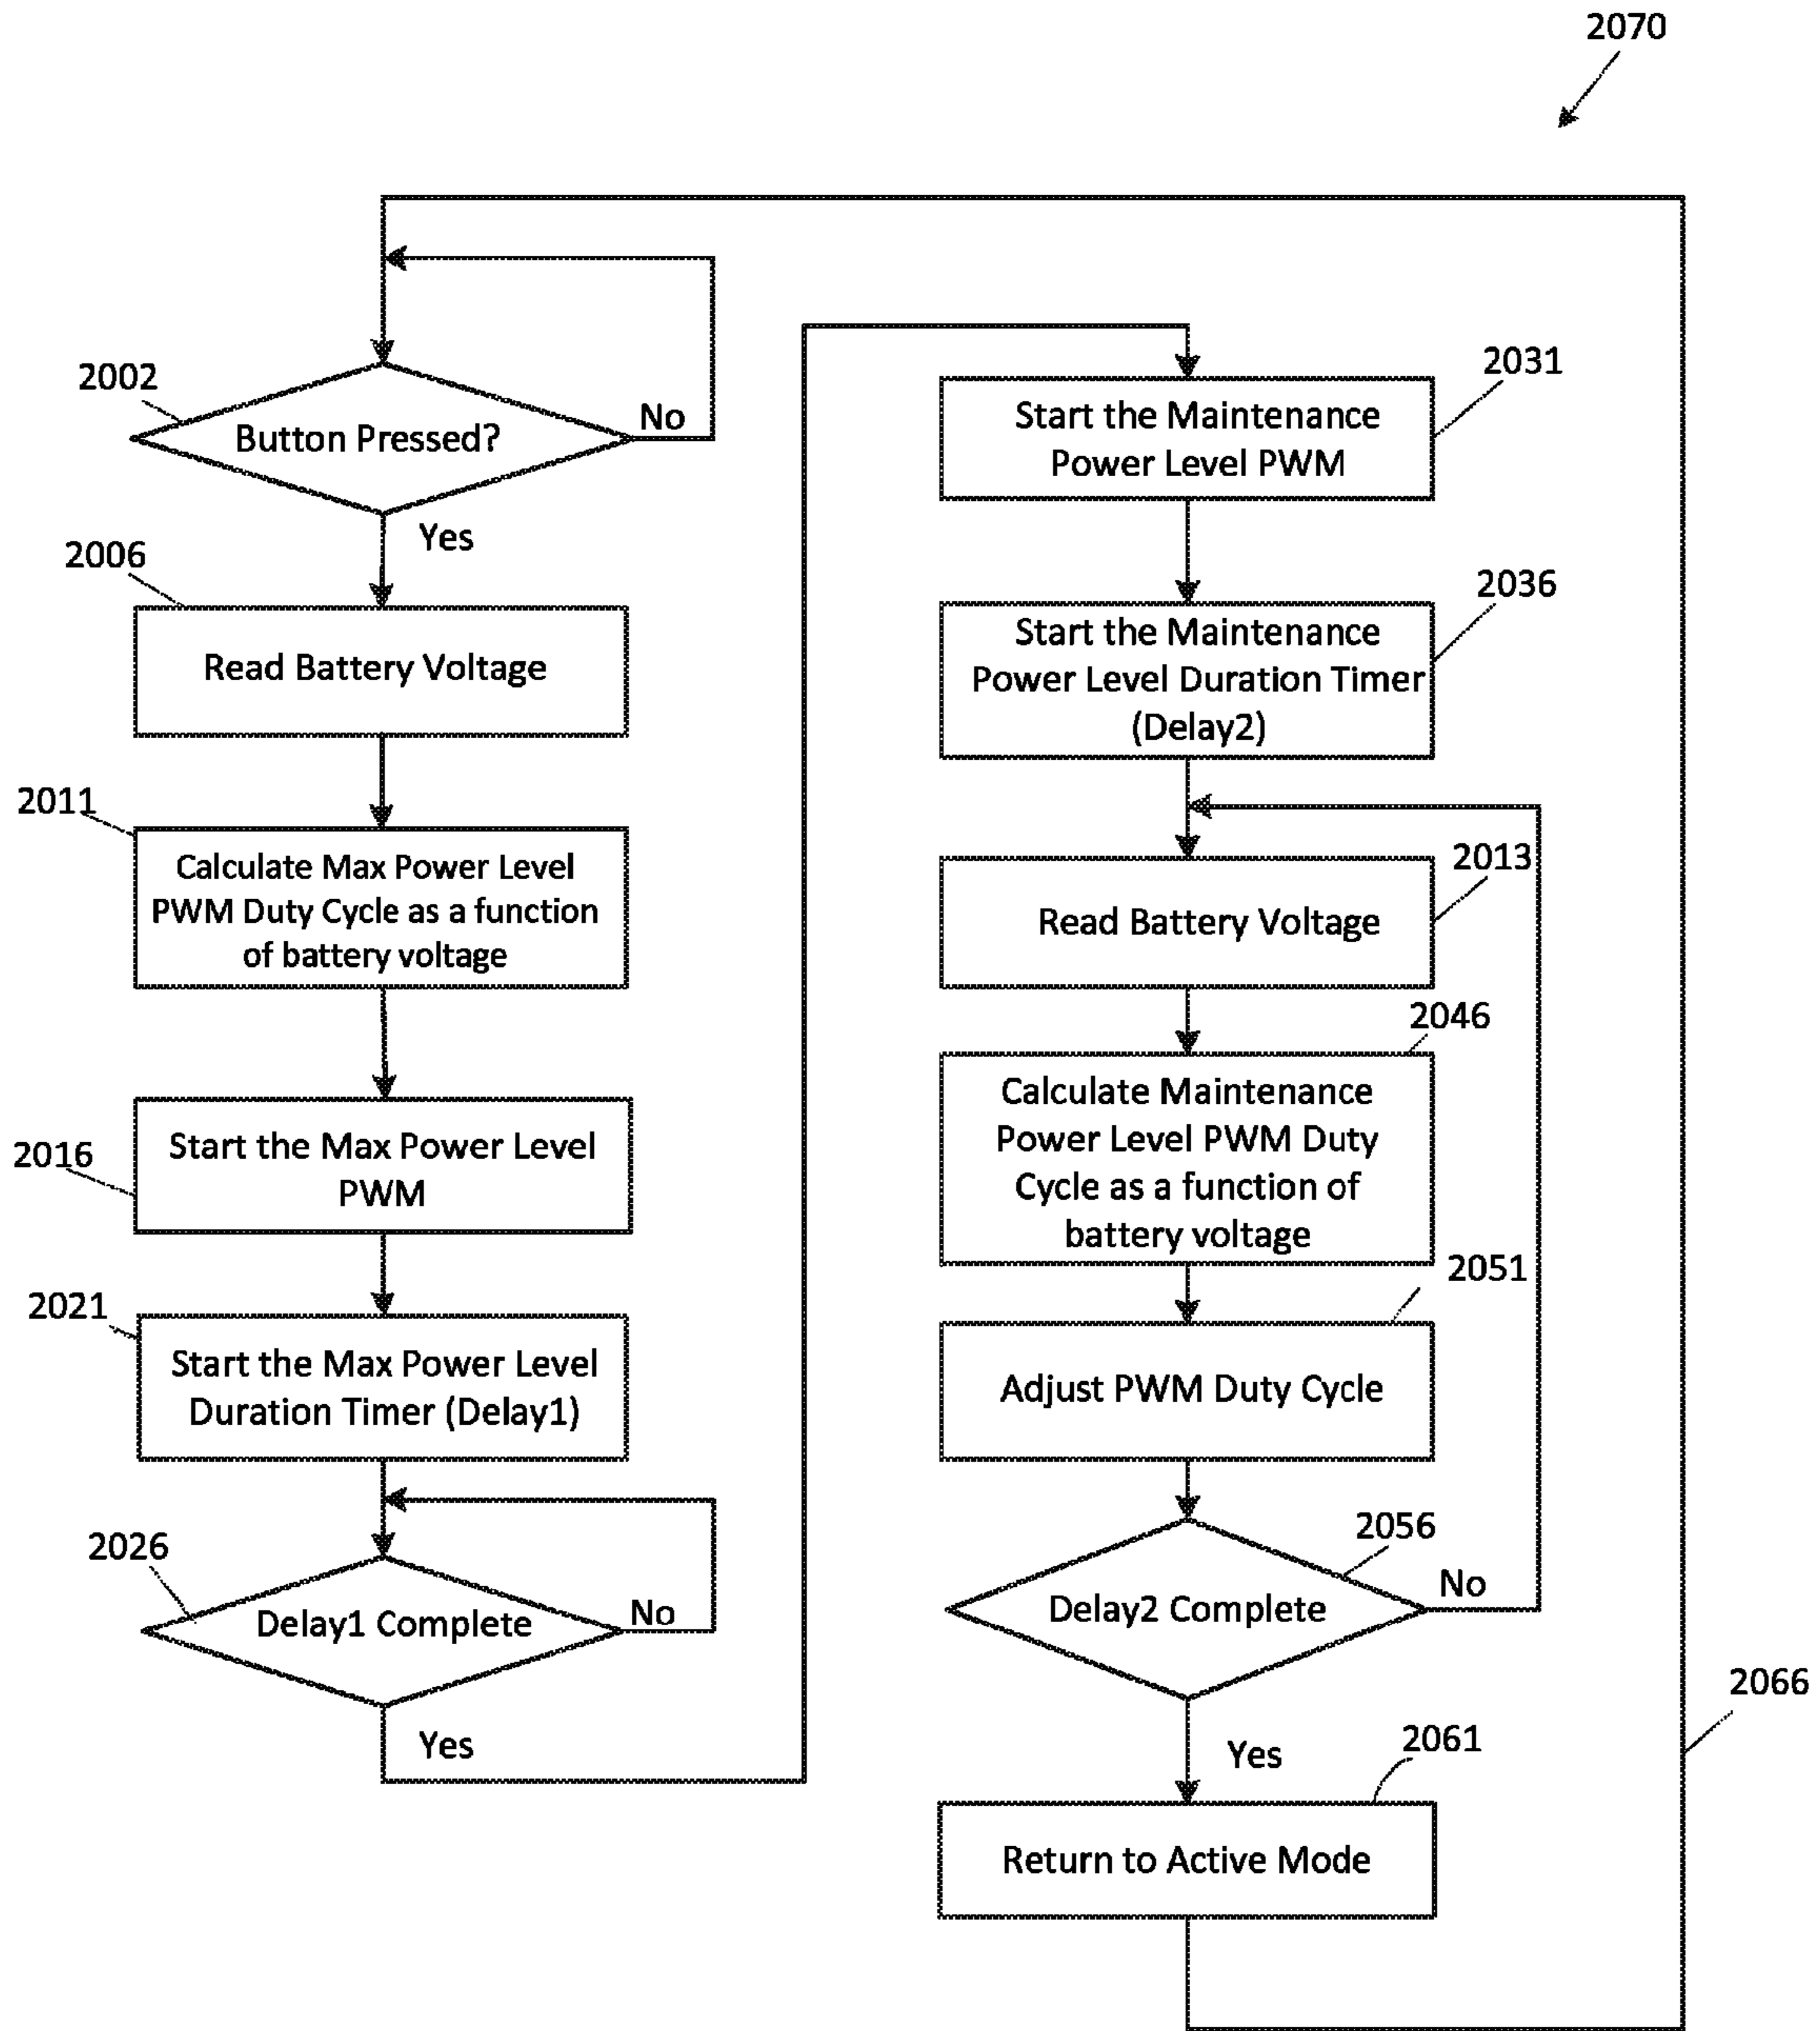 2070
2002
Button Pressed?
No
Yes
2006
Read Battery Voltage
2011
Calculate Max Power Level
PWM Duty Cycle as a function
of battery voltage
2016
Start the Max Power Level
PWM
2021
Start the Max Power Level
Duration Timer (Delay1)
2026
Delay1 Complete
No
Yes
2031
Start the Maintenance
Power Level PWM
2036
Start the Maintenance
Power Level Duration Timer
(Delay2)
2013
Read Battery Voltage
2046
Calculate Maintenance
Power Level PWM Duty
Cycle as a function of
battery voltage
2051
Adjust PWM Duty Cycle
2056
Delay2 Complete
No
Yes
2061
Return to Active Mode
2066